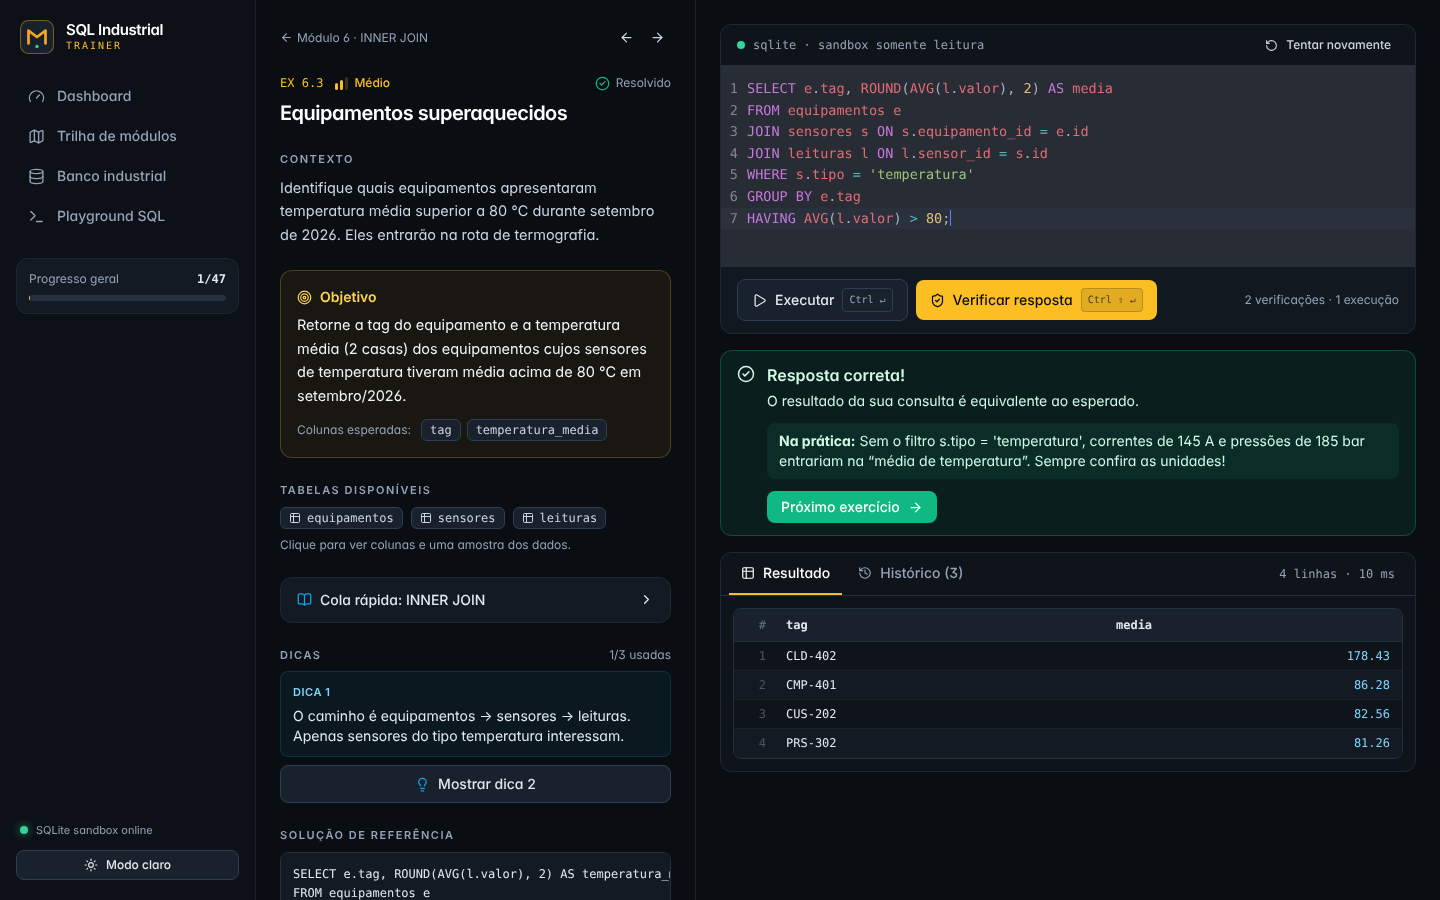 SQL Industrial
TRAINER
Dashboard
Trilha de módulos
Banco industrial
Playground SQL
Progresso geral 1/47
SQLite sandbox online
Modo claro
← Módulo 6 · INNER JOIN ← →
EX 6.3 Médio Resolvido
Equipamentos superaquecidos
CONTEXTO
Identifique quais equipamentos apresentaram
temperatura média superior a 80 °C durante setembro
de 2026. Eles entrarão na rota de termografia.
Objetivo
Retorne a tag do equipamento e a temperatura
média (2 casas) dos equipamentos cujos sensores
de temperatura tiveram média acima de 80 °C em
setembro/2026.
Colunas esperadas: tag temperatura_media
TABELAS DISPONÍVEIS
equipamentos sensores leituras
Clique para ver colunas e uma amostra dos dados.
Cola rápida: INNER JOIN
DICAS 1/3 usadas
DICA 1
O caminho é equipamentos → sensores → leituras.
Apenas sensores do tipo temperatura interessam.
Mostrar dica 2
SOLUÇÃO DE REFERÊNCIA
SELECT e.tag, ROUND(AVG(l.valor), 2) AS temperatura_
FROM equipamentos e
sqlite · sandbox somente leitura Tentar novamente
1 SELECT e.tag, ROUND(AVG(l.valor), 2) AS media
2 FROM equipamentos e
3 JOIN sensores s ON s.equipamento_id = e.id
4 JOIN leituras l ON l.sensor_id = s.id
5 WHERE s.tipo = 'temperatura'
6 GROUP BY e.tag
7 HAVING AVG(l.valor) > 80;
Executar Ctrl ↵ Verificar resposta Ctrl ⇧ ↵ 2 verificações · 1 execução
Resposta correta!
O resultado da sua consulta é equivalente ao esperado.
Na prática: Sem o filtro s.tipo = 'temperatura', correntes de 145 A e pressões de 185 bar
entrariam na “média de temperatura”. Sempre confira as unidades!
Próximo exercício →
Resultado Histórico (3) 4 linhas · 10 ms
# tag media
1 CLD-402 178.43
2 CMP-401 86.28
3 CUS-202 82.56
4 PRS-302 81.26